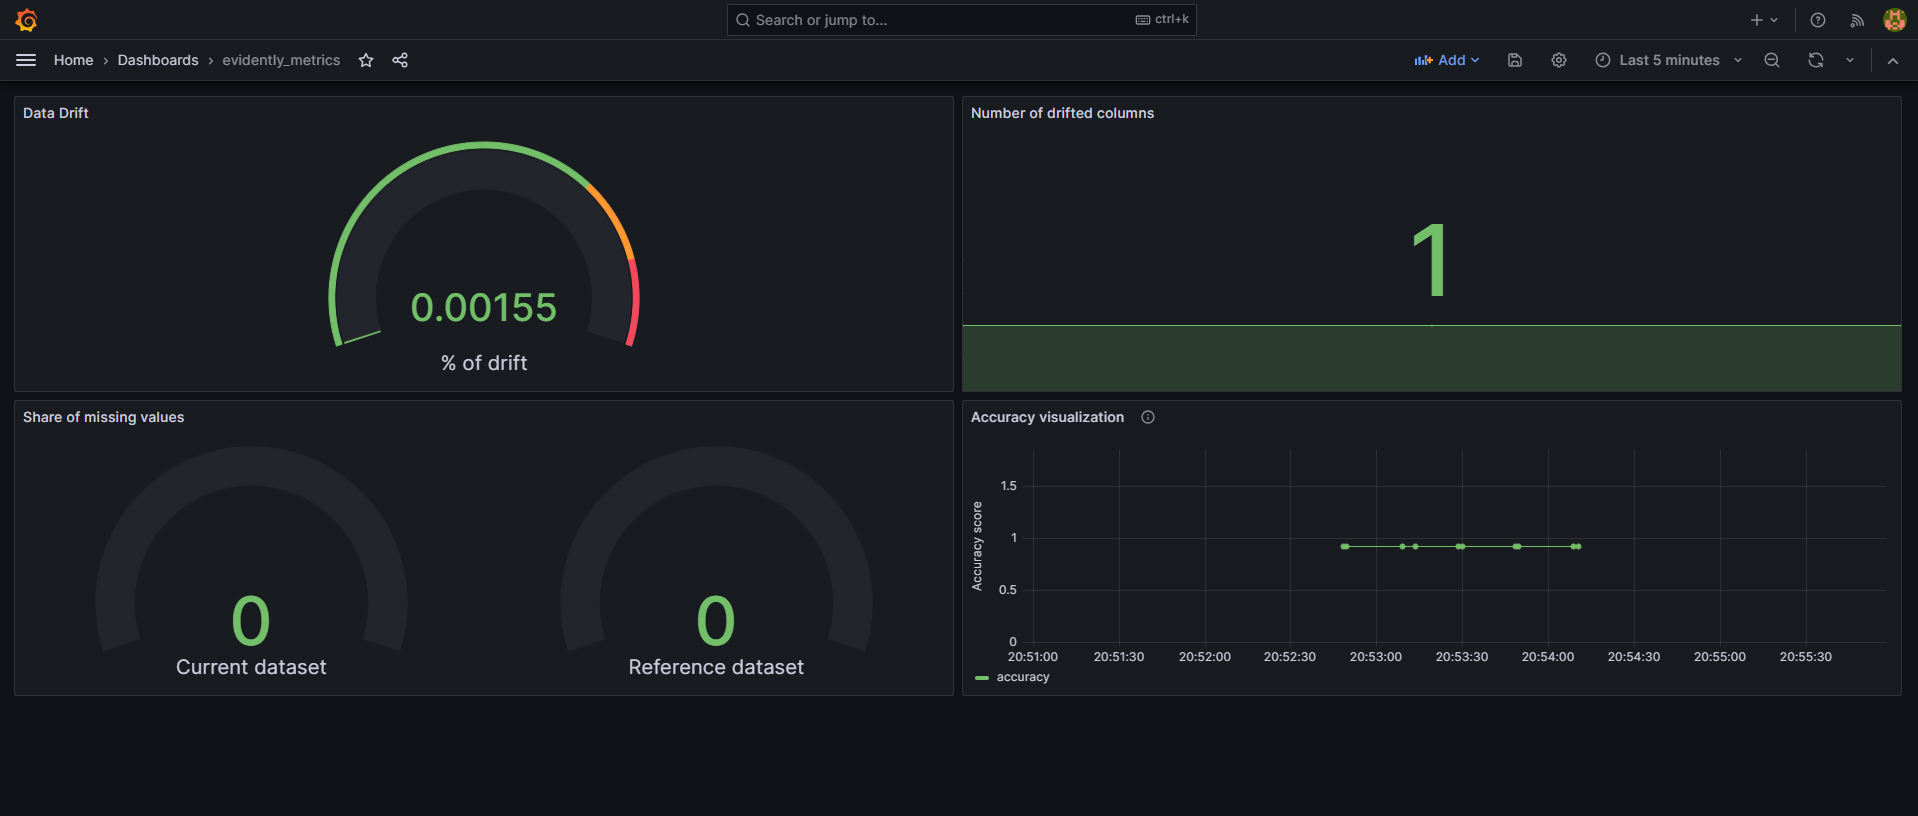 Search or jump to... ctrl+k
Home › Dashboards › evidently_metrics
Add
Last 5 minutes
Data Drift
0.00155
% of drift
Number of drifted columns
1
Share of missing values
0
Current dataset
0
Reference dataset
Accuracy visualization
Accuracy score
1.5
1
0.5
0
20:51:00 20:51:30 20:52:00 20:52:30 20:53:00 20:53:30 20:54:00 20:54:30 20:55:00 20:55:30
accuracy